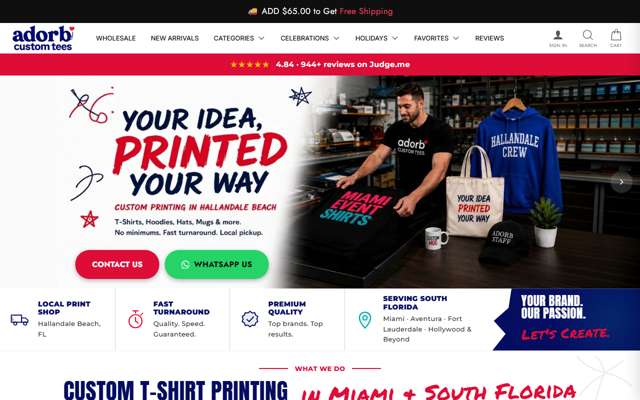 🚚 ADD $65.00 to Get Free Shipping
adorb
custom tees
WHOLESALE NEW ARRIVALS CATEGORIES CELEBRATIONS HOLIDAYS FAVORITES REVIEWS
SIGN IN SEARCH CART
★★★★★ 4.84 · 944+ reviews on Judge.me
YOUR IDEA,
PRINTED
YOUR WAY
CUSTOM PRINTING IN HALLANDALE BEACH
T-Shirts, Hoodies, Hats, Mugs & more.
No minimums. Fast turnaround. Local pickup.
CONTACT US
WHATSAPP US
adorb
CUSTOM TEES
MIAMI
EVENT
SHIRTS
YOUR IDEA
PRINTED
YOUR WAY
HALLANDALE
CREW
ADORB
STAFF
LOCAL PRINT
SHOP
Hallandale Beach,
FL
FAST
TURNAROUND
Quality. Speed.
Guaranteed.
PREMIUM
QUALITY
Top brands. Top
results.
SERVING SOUTH
FLORIDA
Miami · Aventura · Fort
Lauderdale · Hollywood &
Beyond
YOUR BRAND.
OUR PASSION.
LET'S CREATE.
WHAT WE DO
CUSTOM T-SHIRT PRINTING IN MIAMI & SOUTH FLORIDA